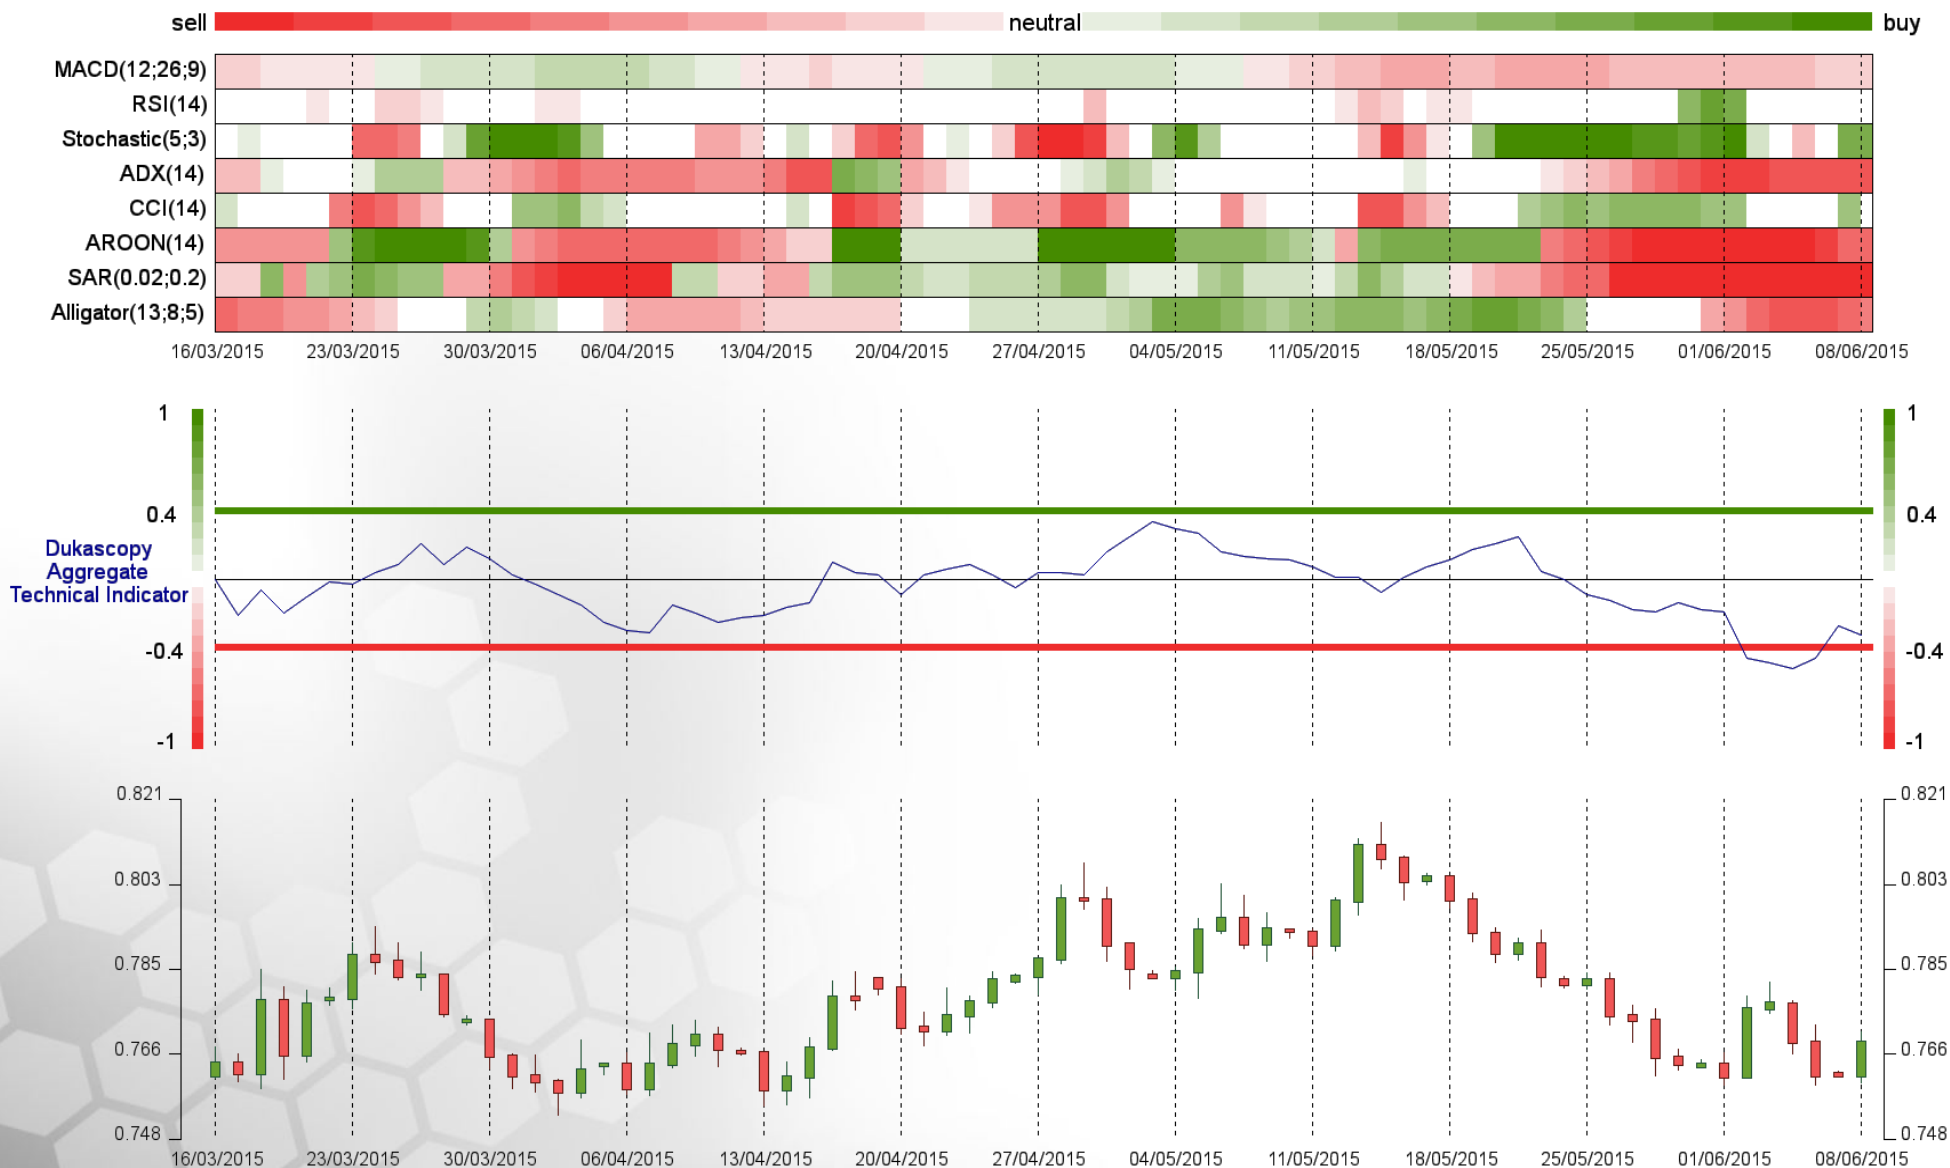 sell neutral buy
MACD(12;26;9)
RSI(14)
Stochastic(5;3)
ADX(14)
CCI(14)
AROON(14)
SAR(0.02;0.2)
Alligator(13;8;5)
16/03/2015 23/03/2015 30/03/2015 06/04/2015 13/04/2015 20/04/2015 27/04/2015 04/05/2015 11/05/2015 18/05/2015 25/05/2015 01/06/2015 08/06/2015
1 1
0.4 0.4
Dukascopy
Aggregate
Technical Indicator
-0.4 -0.4
-1 -1
0.821 0.821
0.803 0.803
0.785 0.785
0.766 0.766
0.748 0.748
16/03/2015 23/03/2015 30/03/2015 06/04/2015 13/04/2015 20/04/2015 27/04/2015 04/05/2015 11/05/2015 18/05/2015 25/05/2015 01/06/2015 08/06/2015